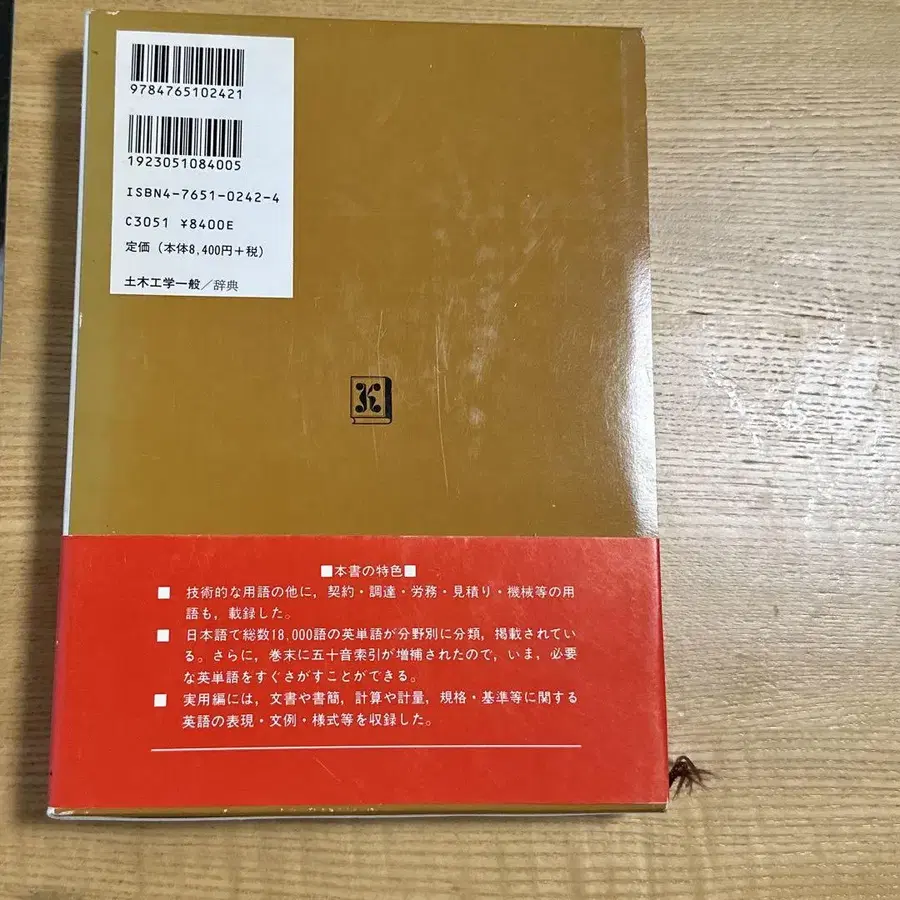 9784765102421
1923051084005
ISBN4-7651-0242-4
C3051 ¥8400E
定価（本体8,400円＋税）
土木工学一般／辞典
K
■本書の特色■
■ 技術的な用語の他に，契約・調達・労務・見積り・機械等の用
語も，載録した。
■ 日本語で総数18,000語の英単語が分野別に分類，掲載されてい
る。さらに，巻末に五十音索引が増補されたので，いま，必要
な英単語をすぐさがすことができる。
■ 実用編には，文書や書簡，計算や計量，規格・基準等に関する
英語の表現・文例・様式等を収録した。